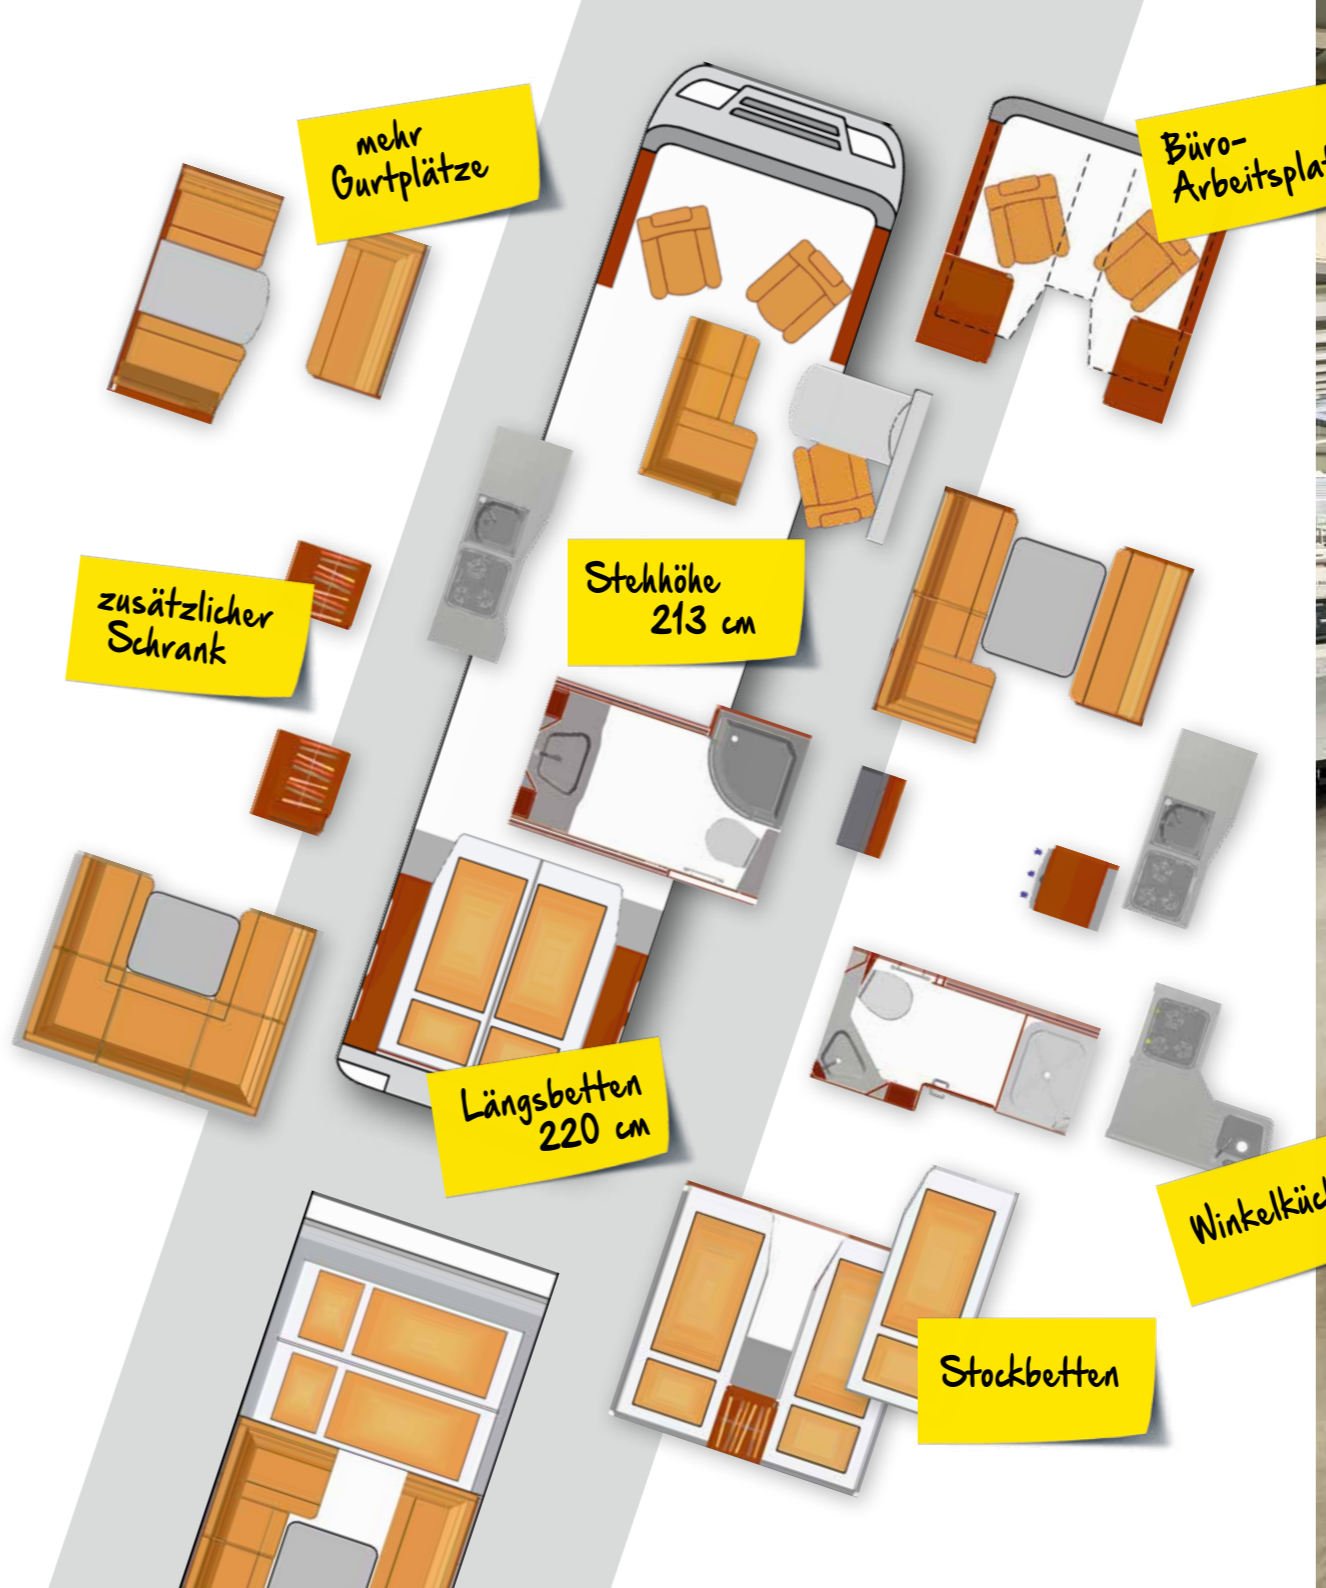 mehr
Gurtplätze
Büro-
zusätzlicher
Schrank
Stehhöhe
213 cm
Längsbetten
220 cm
Stockbetten